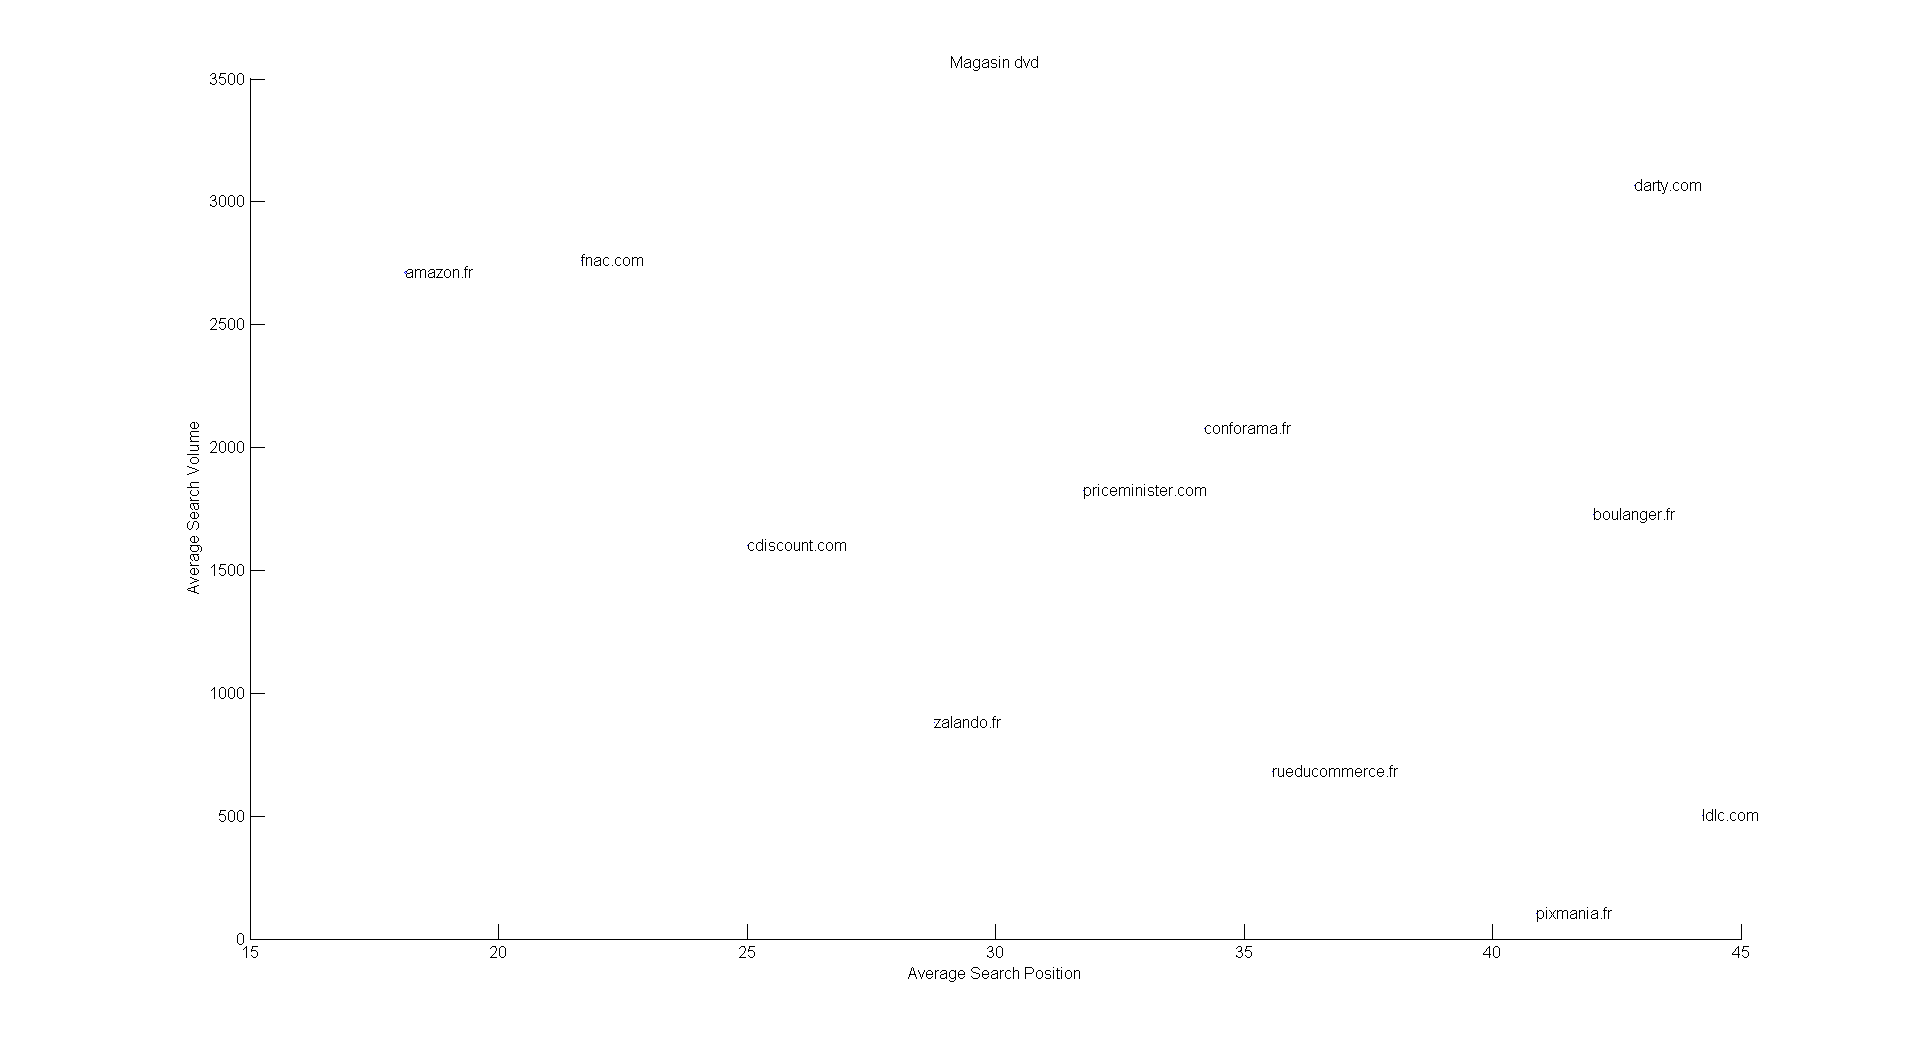 Magasin dvd
3500
darty.com
3000
fnac.com
amazon.fr
2500
conforama.fr
2000
priceminister.com
boulanger.fr
cdiscount.com
1500
Average Search Volume
zalando.fr
1000
rueducommerce.fr
500
ldlc.com
pixmania.fr
0
15 20 25 30 35 40 45
Average Search Position